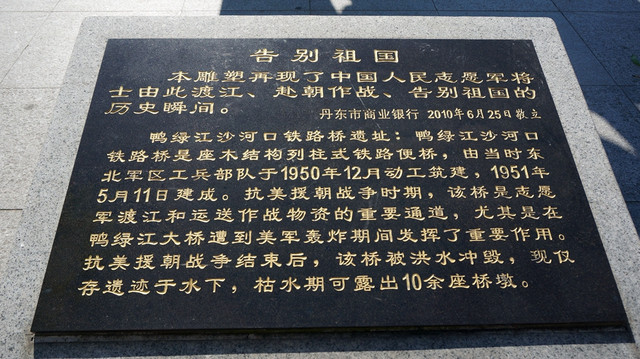 告别祖国
本雕塑再现了中国人民志愿军将
士由此渡江、赴朝作战、告别祖国的
历史瞬间。
丹东市商业银行 2010年6月25日敬立
鸭绿江沙河口铁路桥遗址：鸭绿江沙河口
铁路桥是座木结构列柱式铁路便桥，由当时东
北军区工兵部队于1950年12月动工筑建，1951年
5月11日建成。抗美援朝战争时期，该桥是志愿
军渡江和运送作战物资的重要通道，尤其是在
鸭绿江大桥遭到美军轰炸期间发挥了重要作用。
抗美援朝战争结束后，该桥被洪水冲毁，现仅
存遗迹于水下，枯水期可露出10余座桥墩。